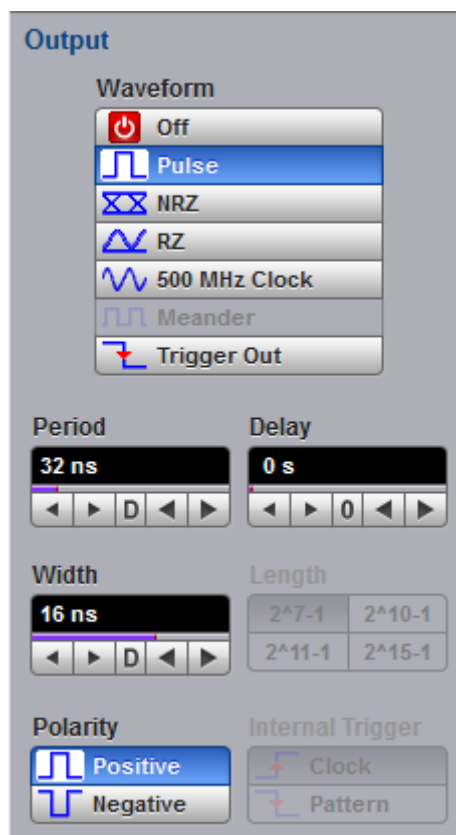 Output
Waveform
Off
Pulse
NRZ
RZ
500 MHz Clock
Meander
Trigger Out
Period
Delay
32 ns
0 s
D
0
Width
Length
16 ns
2^7-1
2^10-1
D
2^11-1
2^15-1
Polarity
Internal Trigger
Positive
Clock
Negative
Pattern